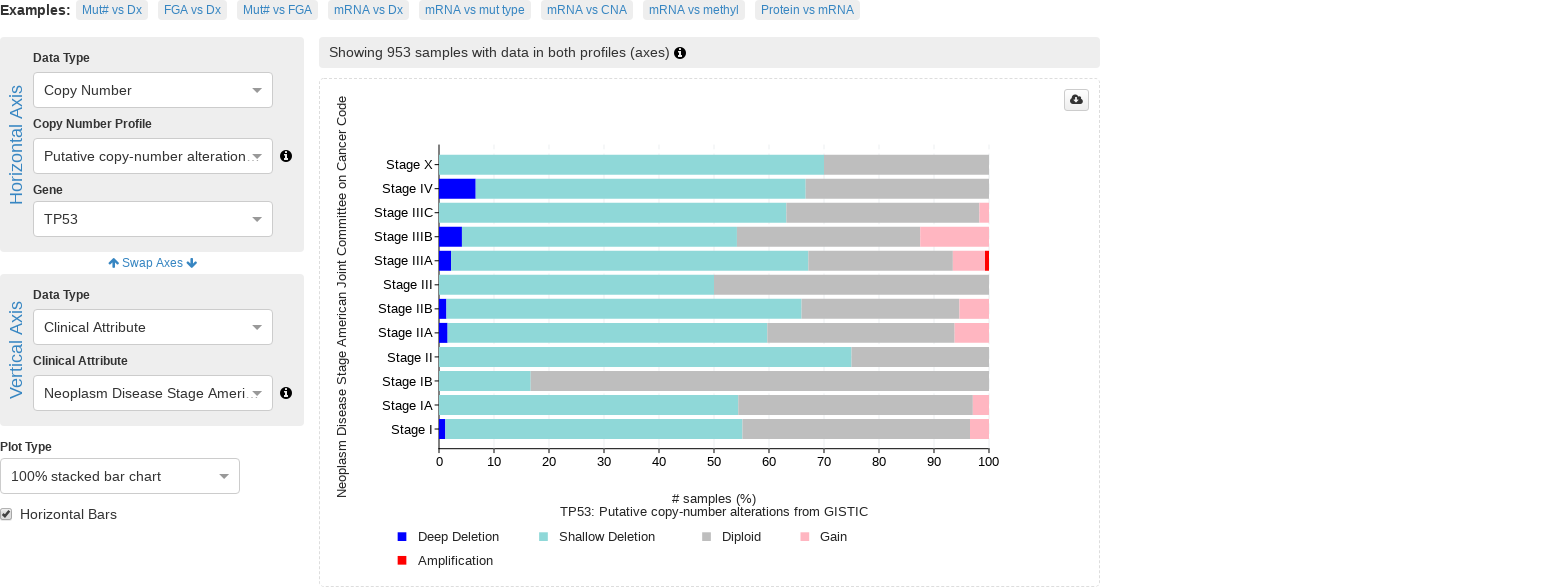 Examples: Mut# vs Dx FGA vs Dx Mut# vs FGA mRNA vs Dx mRNA vs mut type mRNA vs CNA mRNA vs methyl Protein vs mRNA
Horizontal Axis
Data Type
Copy Number
Copy Number Profile
Putative copy-number alteration...
Gene
TP53
Swap Axes
Vertical Axis
Data Type
Clinical Attribute
Clinical Attribute
Neoplasm Disease Stage Ameri...
Plot Type
100% stacked bar chart
Horizontal Bars
Showing 953 samples with data in both profiles (axes)
Neoplasm Disease Stage American Joint Committee on Cancer Code
Stage X
Stage IV
Stage IIIC
Stage IIIB
Stage IIIA
Stage III
Stage IIB
Stage IIA
Stage II
Stage IB
Stage IA
Stage I
0 10 20 30 40 50 60 70 80 90 100
# samples (%)
TP53: Putative copy-number alterations from GISTIC
Deep Deletion Shallow Deletion Diploid Gain
Amplification